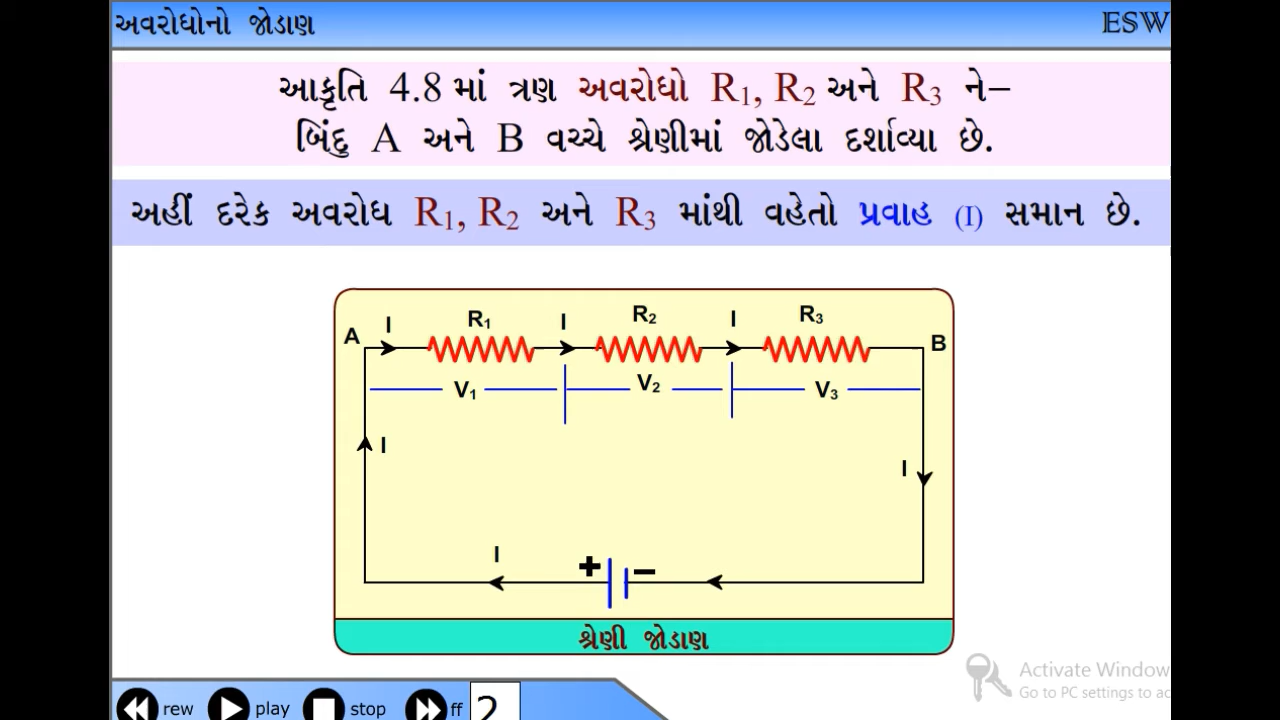 અવરોધોનો જોડાણ ESW
આકૃતિ 4.8 માં ત્રણ અવરોધો R₁, R₂ અને R₃ ને–
બિંદુ A અને B વચ્ચે શ્રેણીમાં જોડેલા દર્શાવ્યા છે.
અહીં દરેક અવરોધ R₁, R₂ અને R₃ માંથી વહેતો પ્રવાહ (I) સમાન છે.
A I R₁ I R₂ I R₃ B
V₁ V₂ V₃
I I
I + −
શ્રેણી જોડાણ
Activate Window
Go to PC settings to ac
rew play stop ff 2